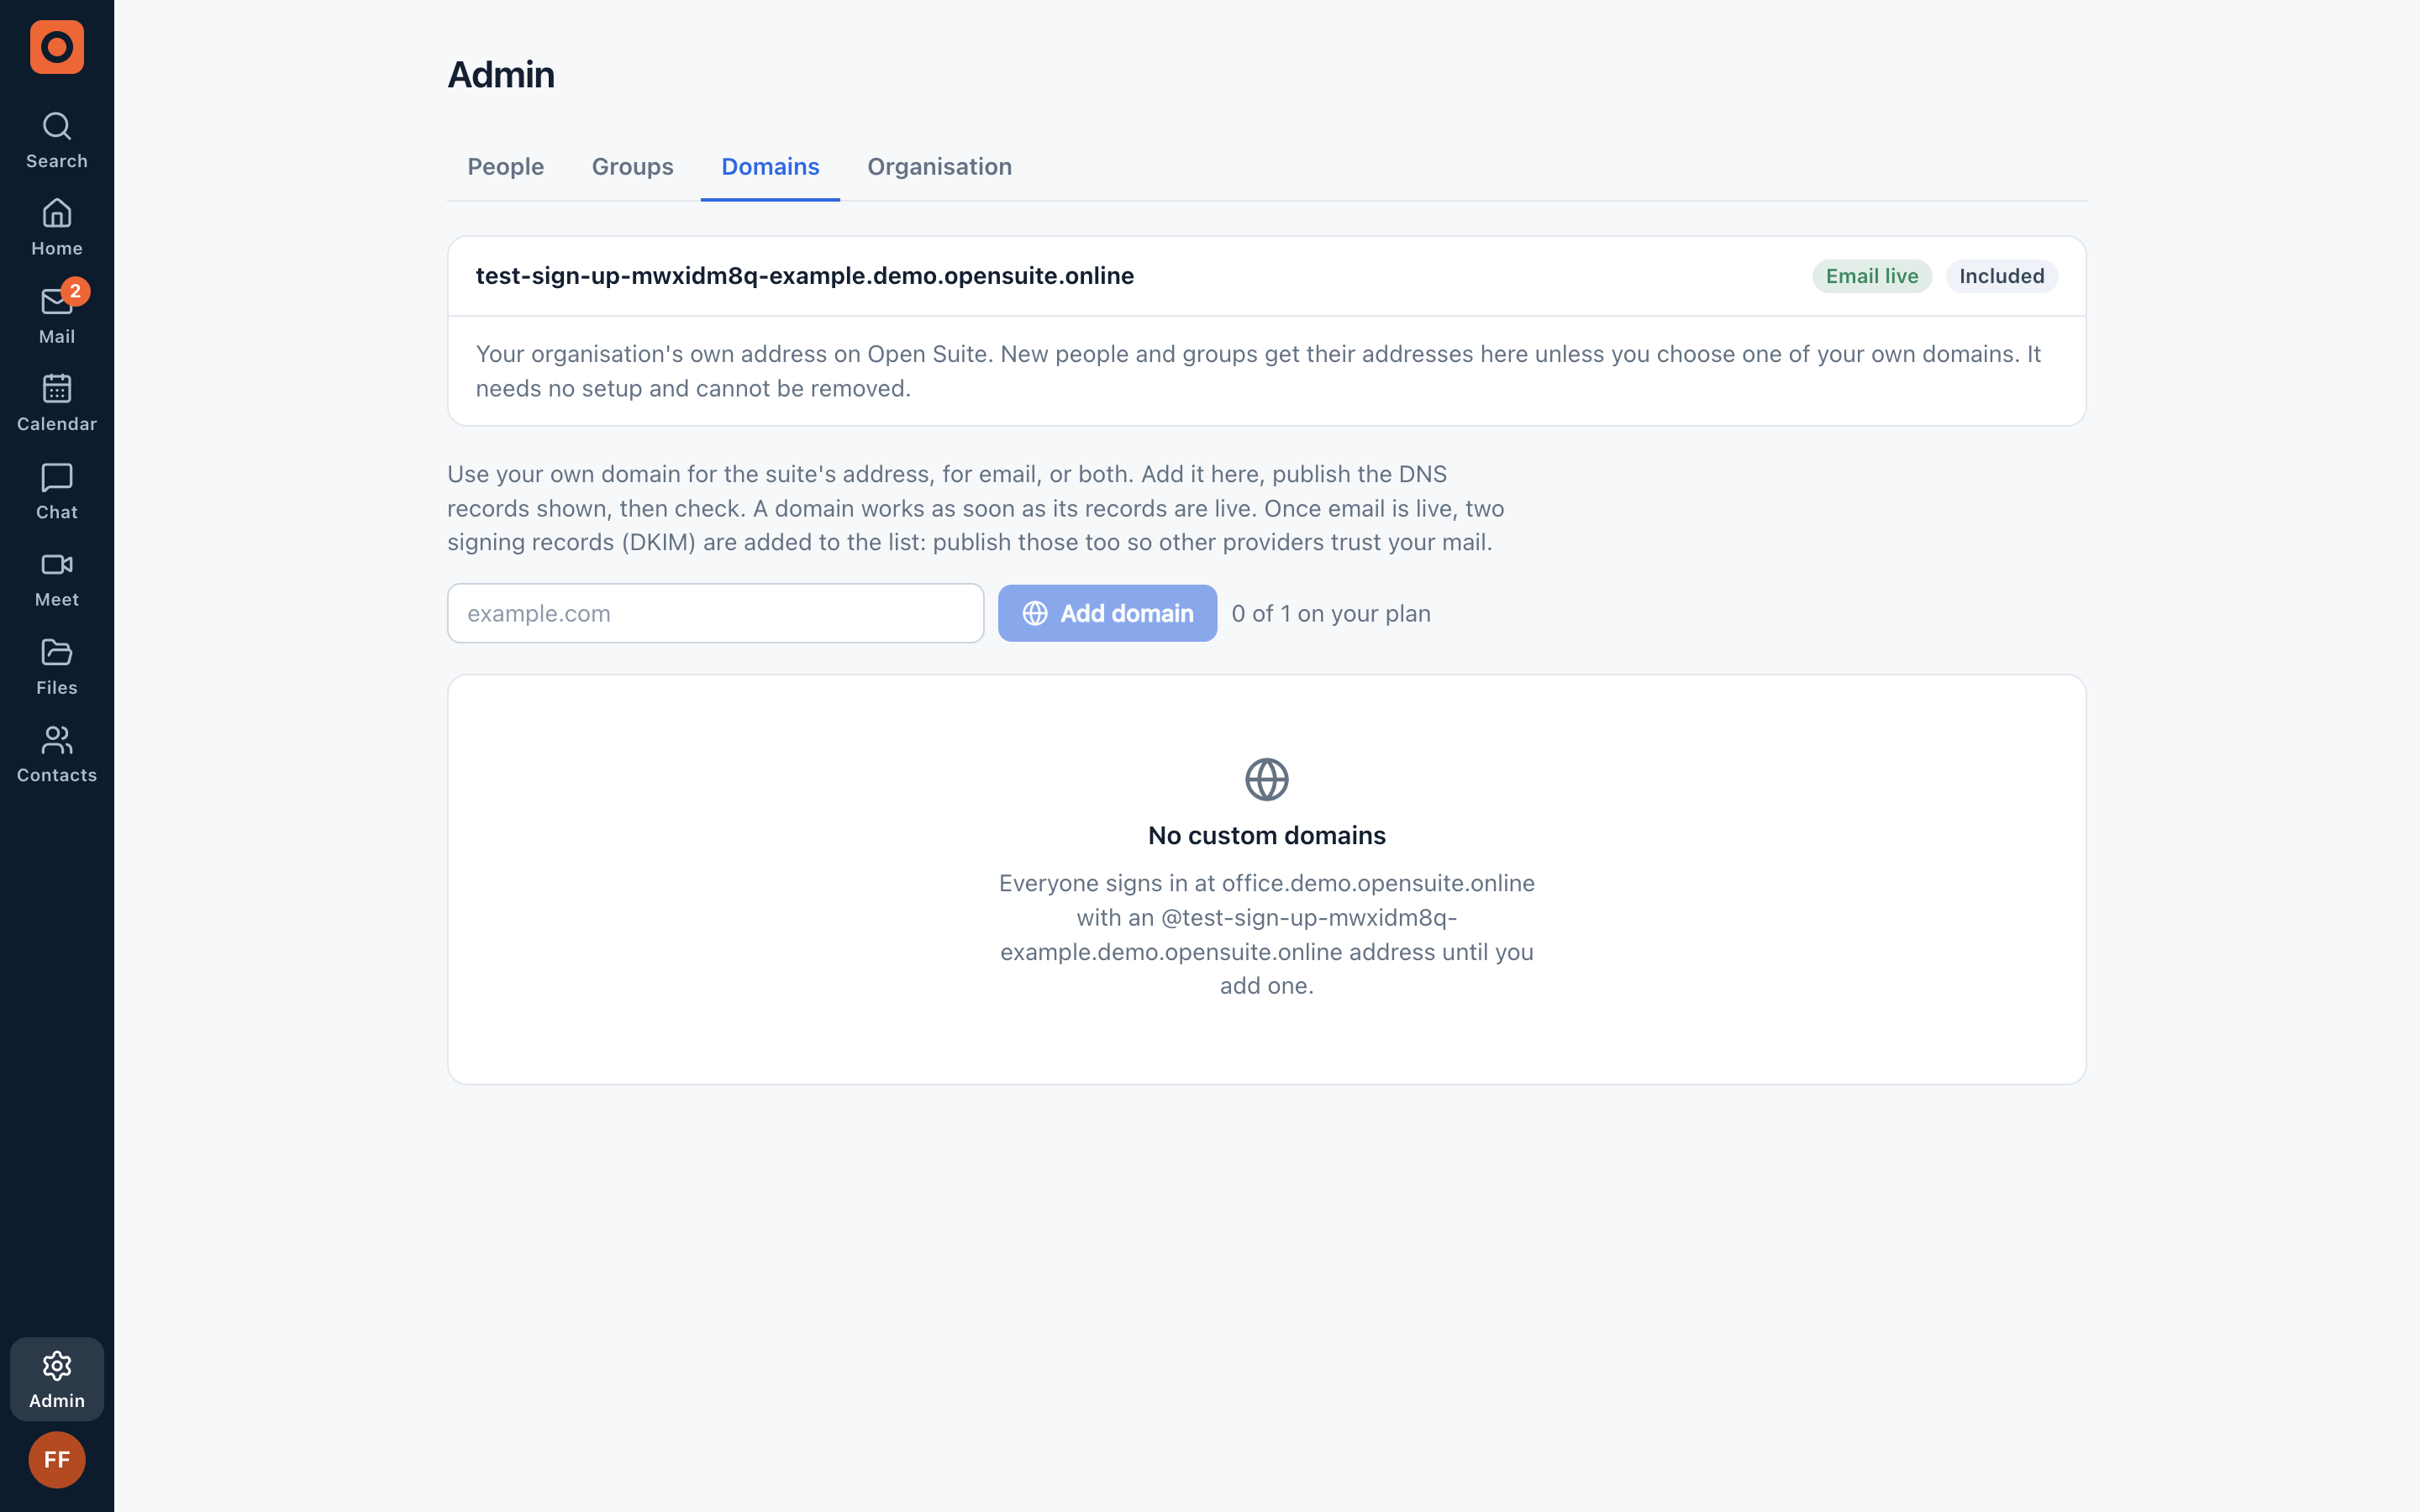 Search
Home
2
Mail
Calendar
Chat
Meet
Files
Contacts
Admin
FF
Admin
People
Groups
Domains
Organisation
test-sign-up-mwxidm8q-example.demo.opensuite.online
Email live
Included
Your organisation's own address on Open Suite. New people and groups get their addresses here unless you choose one of your own domains. It
needs no setup and cannot be removed.
Use your own domain for the suite's address, for email, or both. Add it here, publish the DNS
records shown, then check. A domain works as soon as its records are live. Once email is live, two
signing records (DKIM) are added to the list: publish those too so other providers trust your mail.
example.com
Add domain
0 of 1 on your plan
No custom domains
Everyone signs in at office.demo.opensuite.online
with an @test-sign-up-mwxidm8q-
example.demo.opensuite.online address until you
add one.